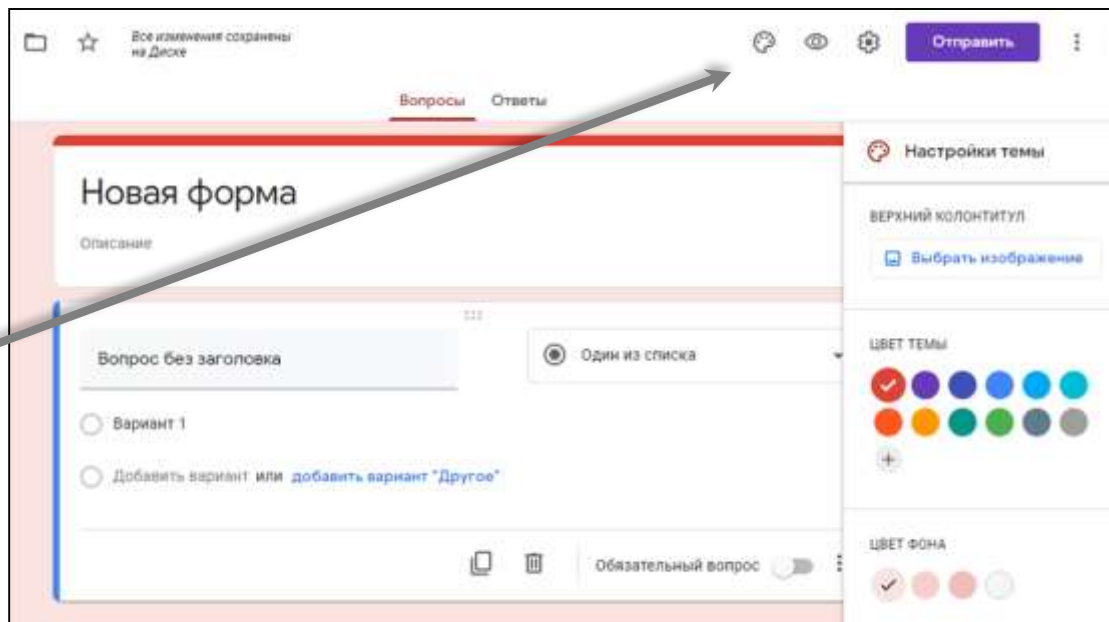 Все изменения сохранены
на Диске
Отправить
Вопросы Ответы
Настройки темы
Новая форма
Описание
ВЕРХНИЙ КОЛОНТИТУЛ
Выбрать изображение
Вопрос без заголовка
Один из списка
ЦВЕТ ТЕМЫ
Вариант 1
Добавить вариант или добавить вариант "Другое"
Обязательный вопрос
ЦВЕТ ФОНА